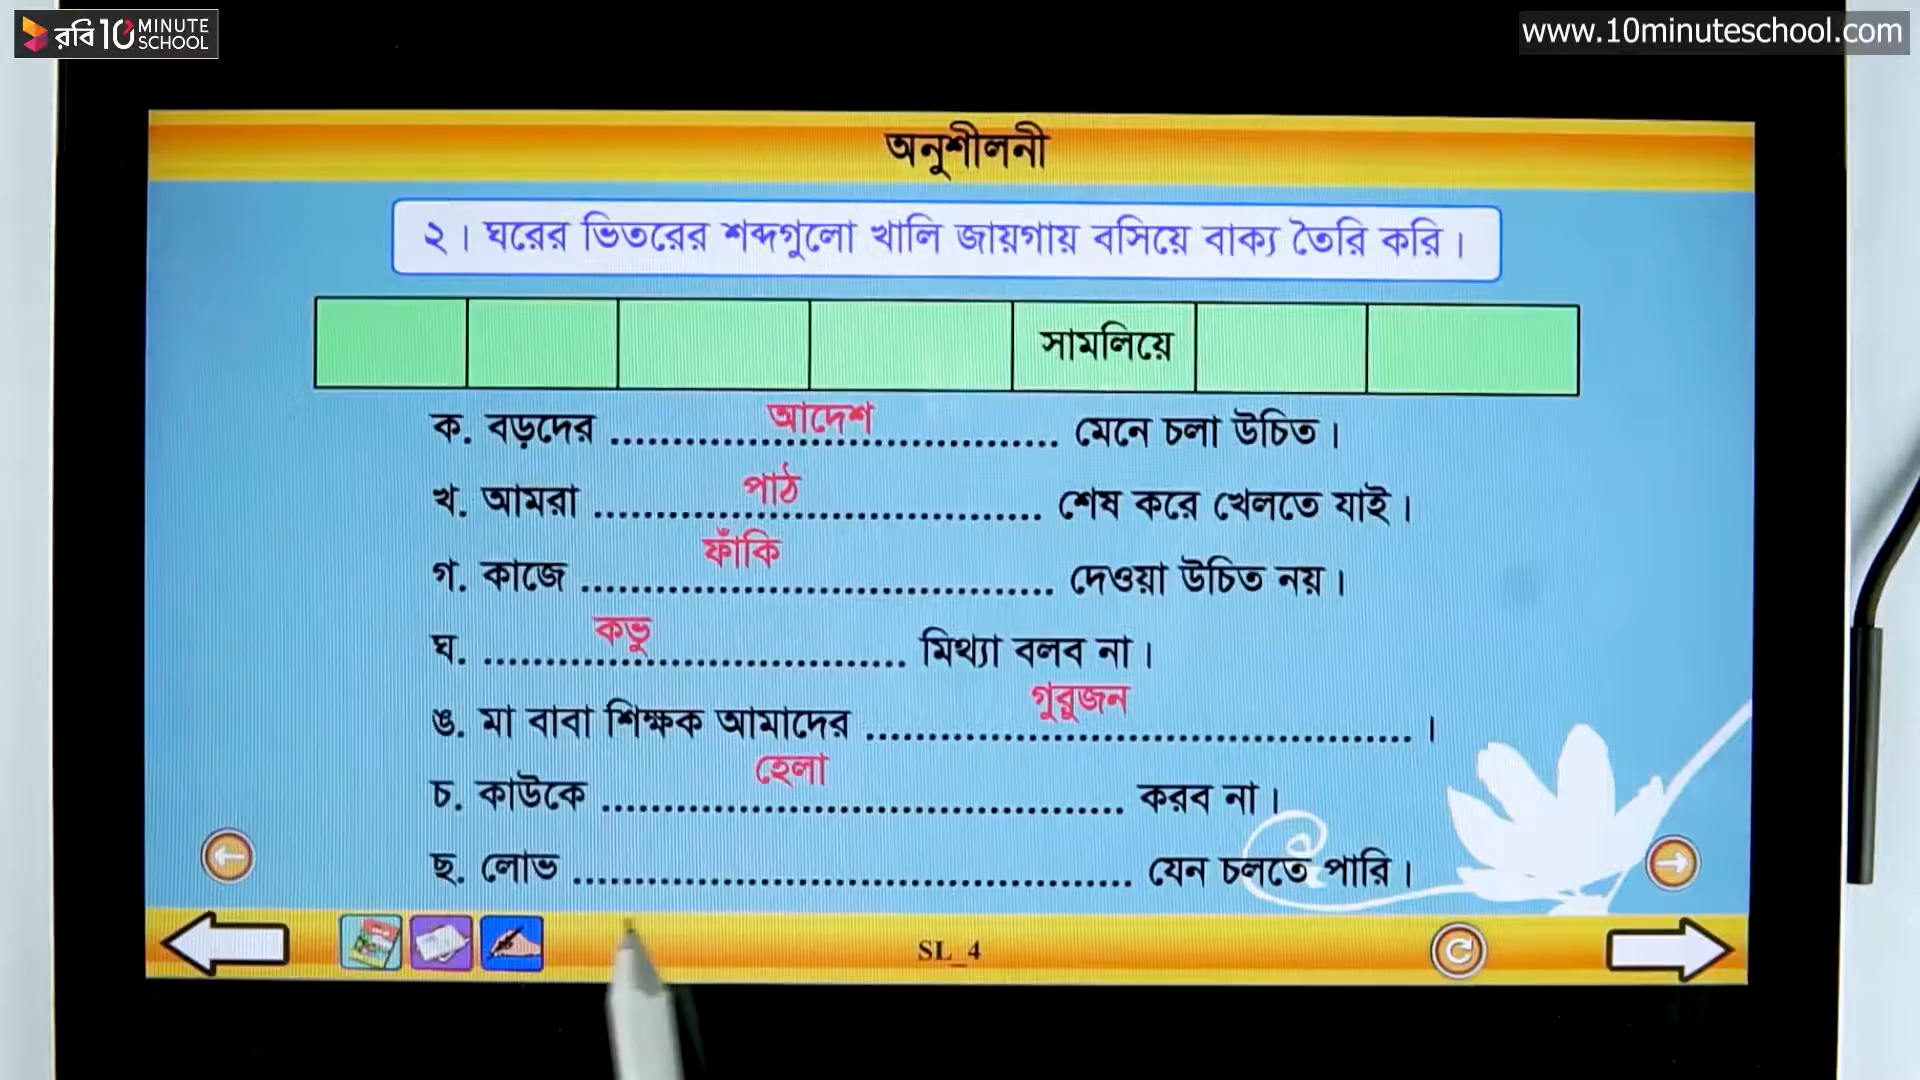 রবি 10 MINUTE SCHOOL
www.10minuteschool.com
অনুশীলনী
২। ঘরের ভিতরের শব্দগুলো খালি জায়গায় বসিয়ে বাক্য তৈরি করি।
সামলিয়ে
ক. বড়দের ........ আদেশ ........ মেনে চলা উচিত।
খ. আমরা ........ পাঠ ........ শেষ করে খেলতে যাই।
গ. কাজে ........ ফাঁকি ........ দেওয়া উচিত নয়।
ঘ. ........ কভু ........ মিথ্যা বলব না।
ঙ. মা বাবা শিক্ষক আমাদের ........ গুরুজন ........ ।
চ. কাউকে ........ হেলা ........ করব না।
ছ. লোভ ................ যেন চলতে পারি।
SL_4